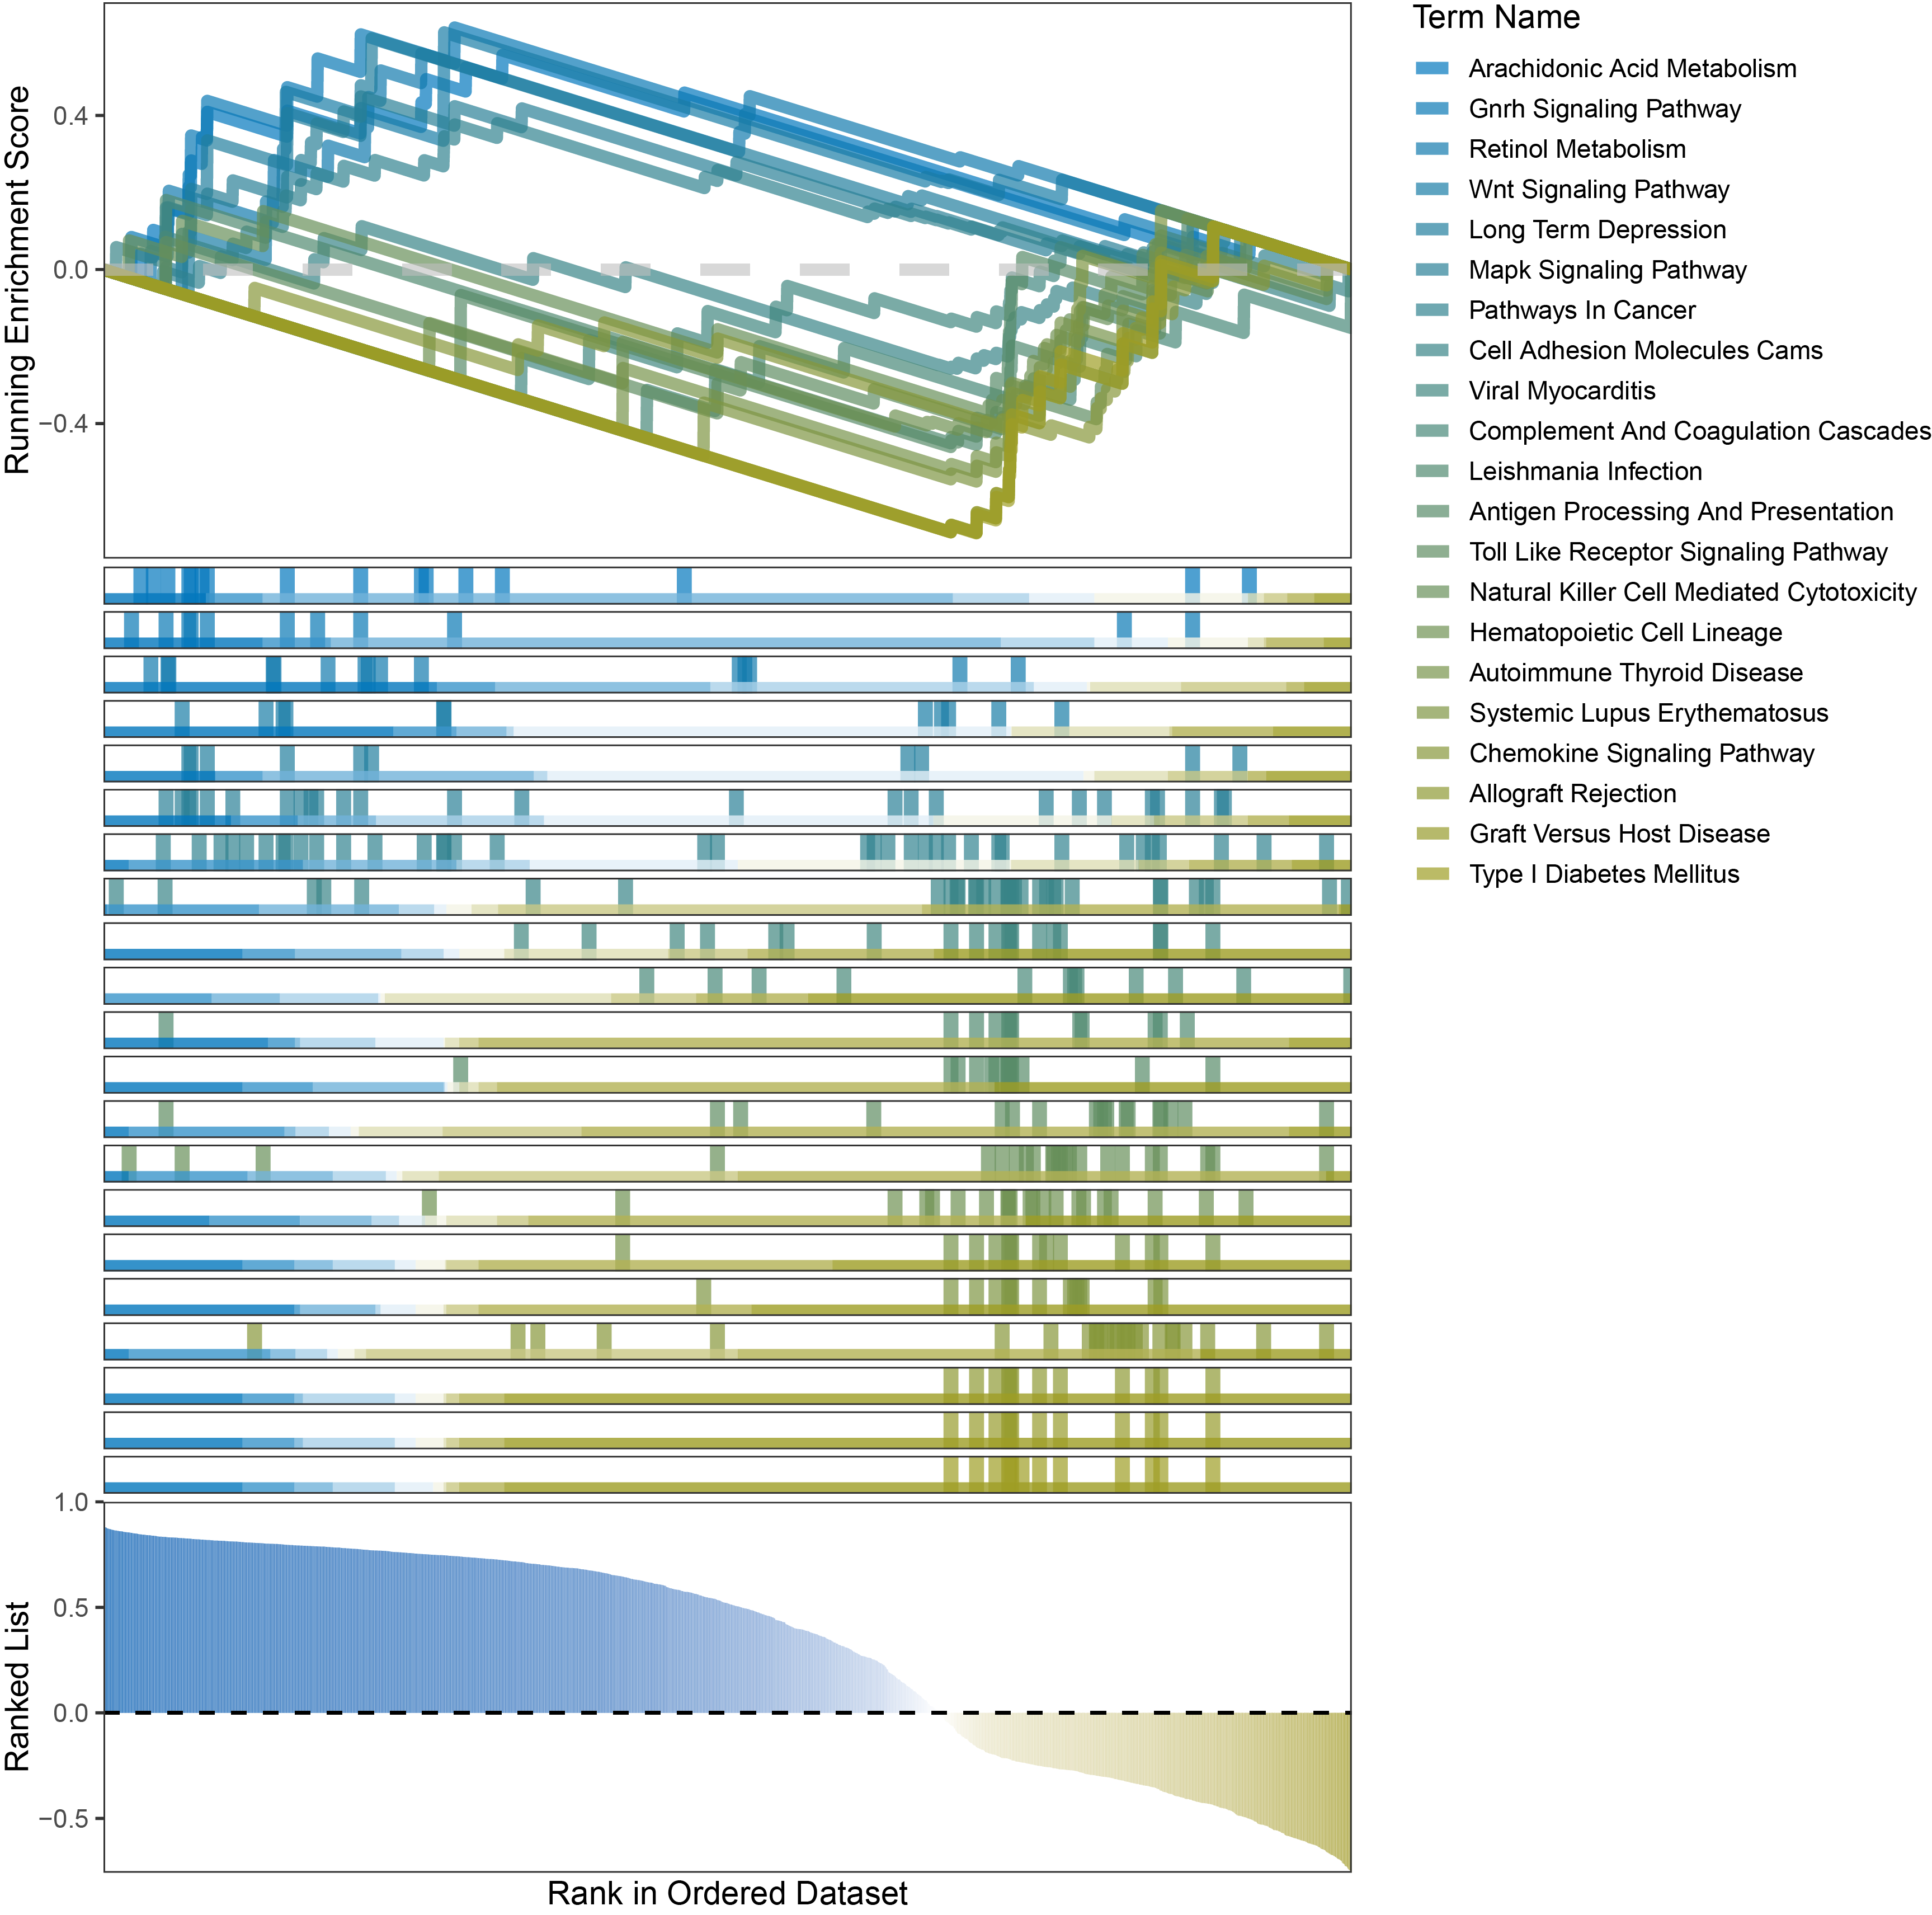 Running Enrichment Score
0.4
0.0
−0.4
Term Name
Arachidonic Acid Metabolism
Gnrh Signaling Pathway
Retinol Metabolism
Wnt Signaling Pathway
Long Term Depression
Mapk Signaling Pathway
Pathways In Cancer
Cell Adhesion Molecules Cams
Viral Myocarditis
Complement And Coagulation Cascades
Leishmania Infection
Antigen Processing And Presentation
Toll Like Receptor Signaling Pathway
Natural Killer Cell Mediated Cytotoxicity
Hematopoietic Cell Lineage
Autoimmune Thyroid Disease
Systemic Lupus Erythematosus
Chemokine Signaling Pathway
Allograft Rejection
Graft Versus Host Disease
Type I Diabetes Mellitus
Ranked List
1.0
0.5
0.0
−0.5
Rank in Ordered Dataset